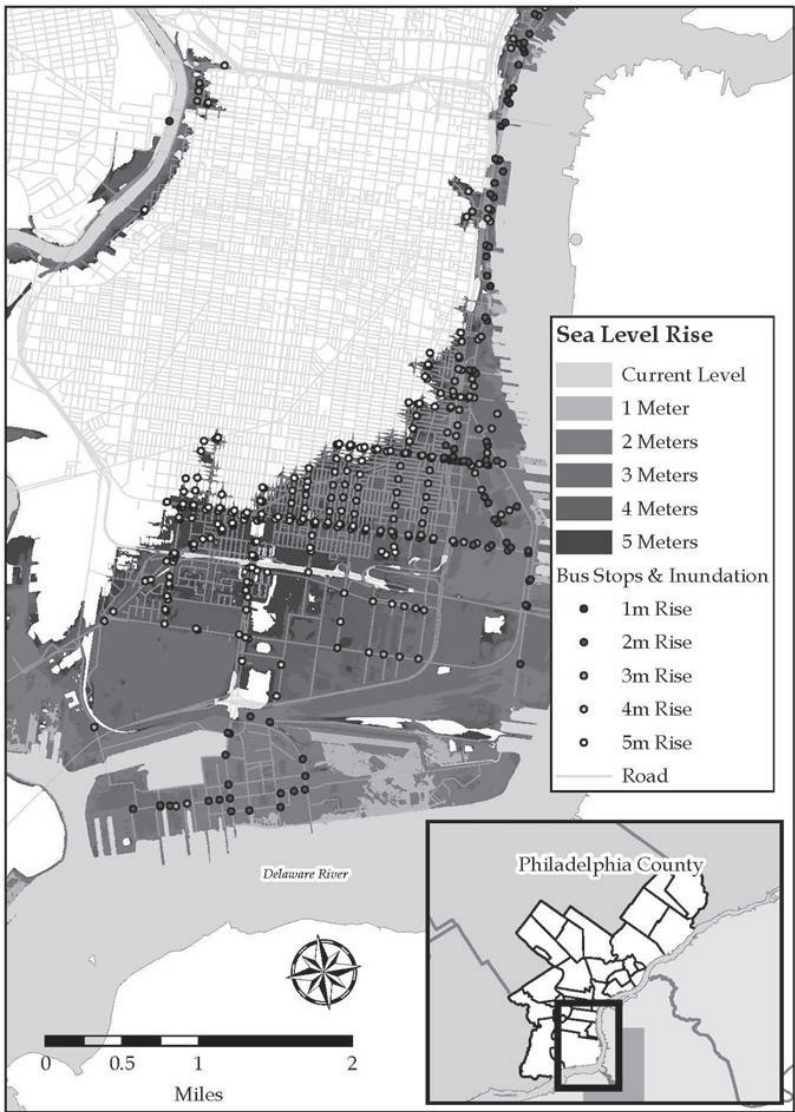 Sea Level Rise
Current Level
1 Meter
2 Meters
3 Meters
4 Meters
5 Meters
Bus Stops & Inundation
1m Rise
2m Rise
3m Rise
4m Rise
5m Rise
Road
Delaware River
Philadelphia County
0 0.5 1 2
Miles